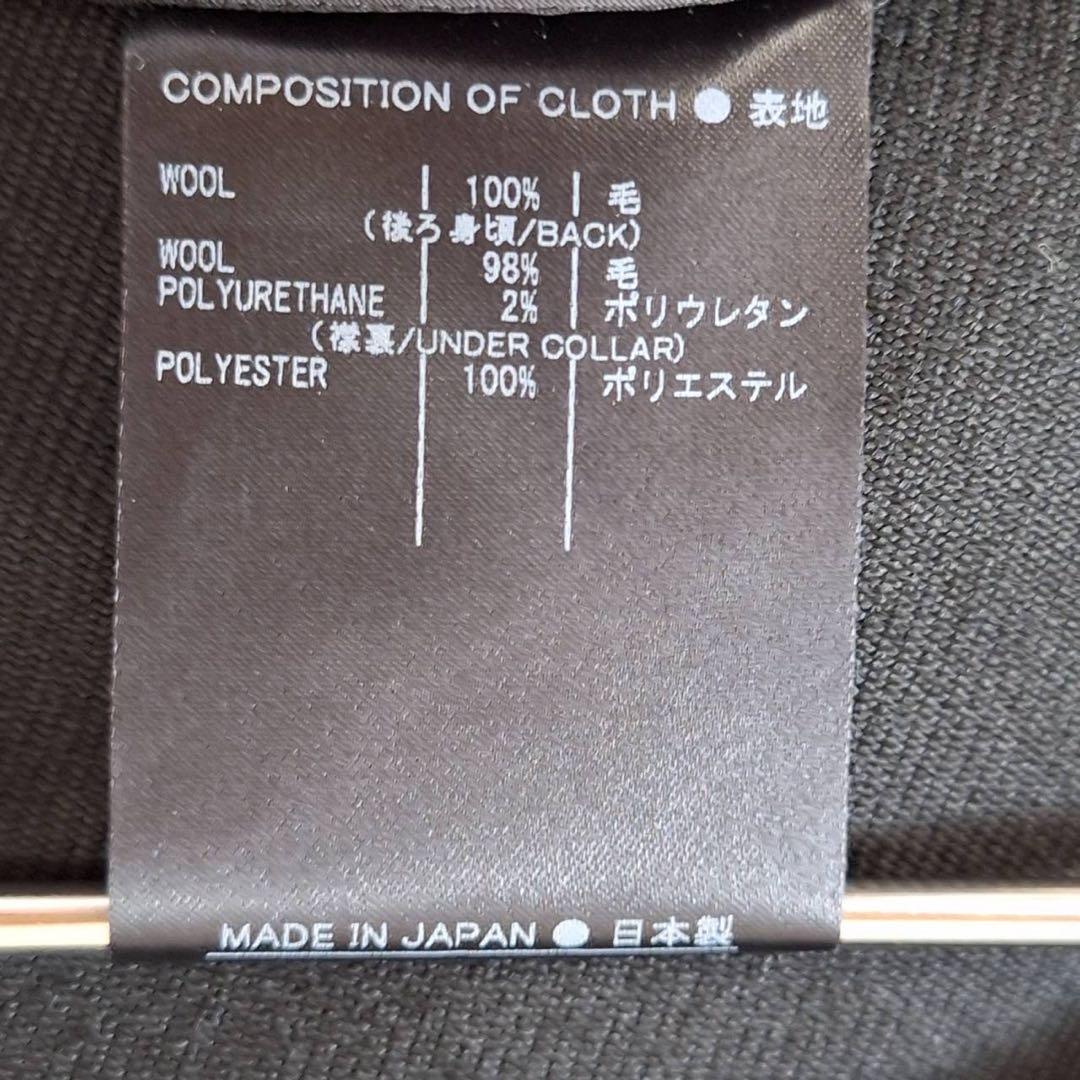 COMPOSITION OF CLOTH ● 表地
WOOL 100% 毛
(後ろ身頃/BACK)
WOOL 98% 毛
POLYURETHANE 2% ポリウレタン
(襟裏/UNDER COLLAR)
POLYESTER 100% ポリエステル
MADE IN JAPAN ● 日本製